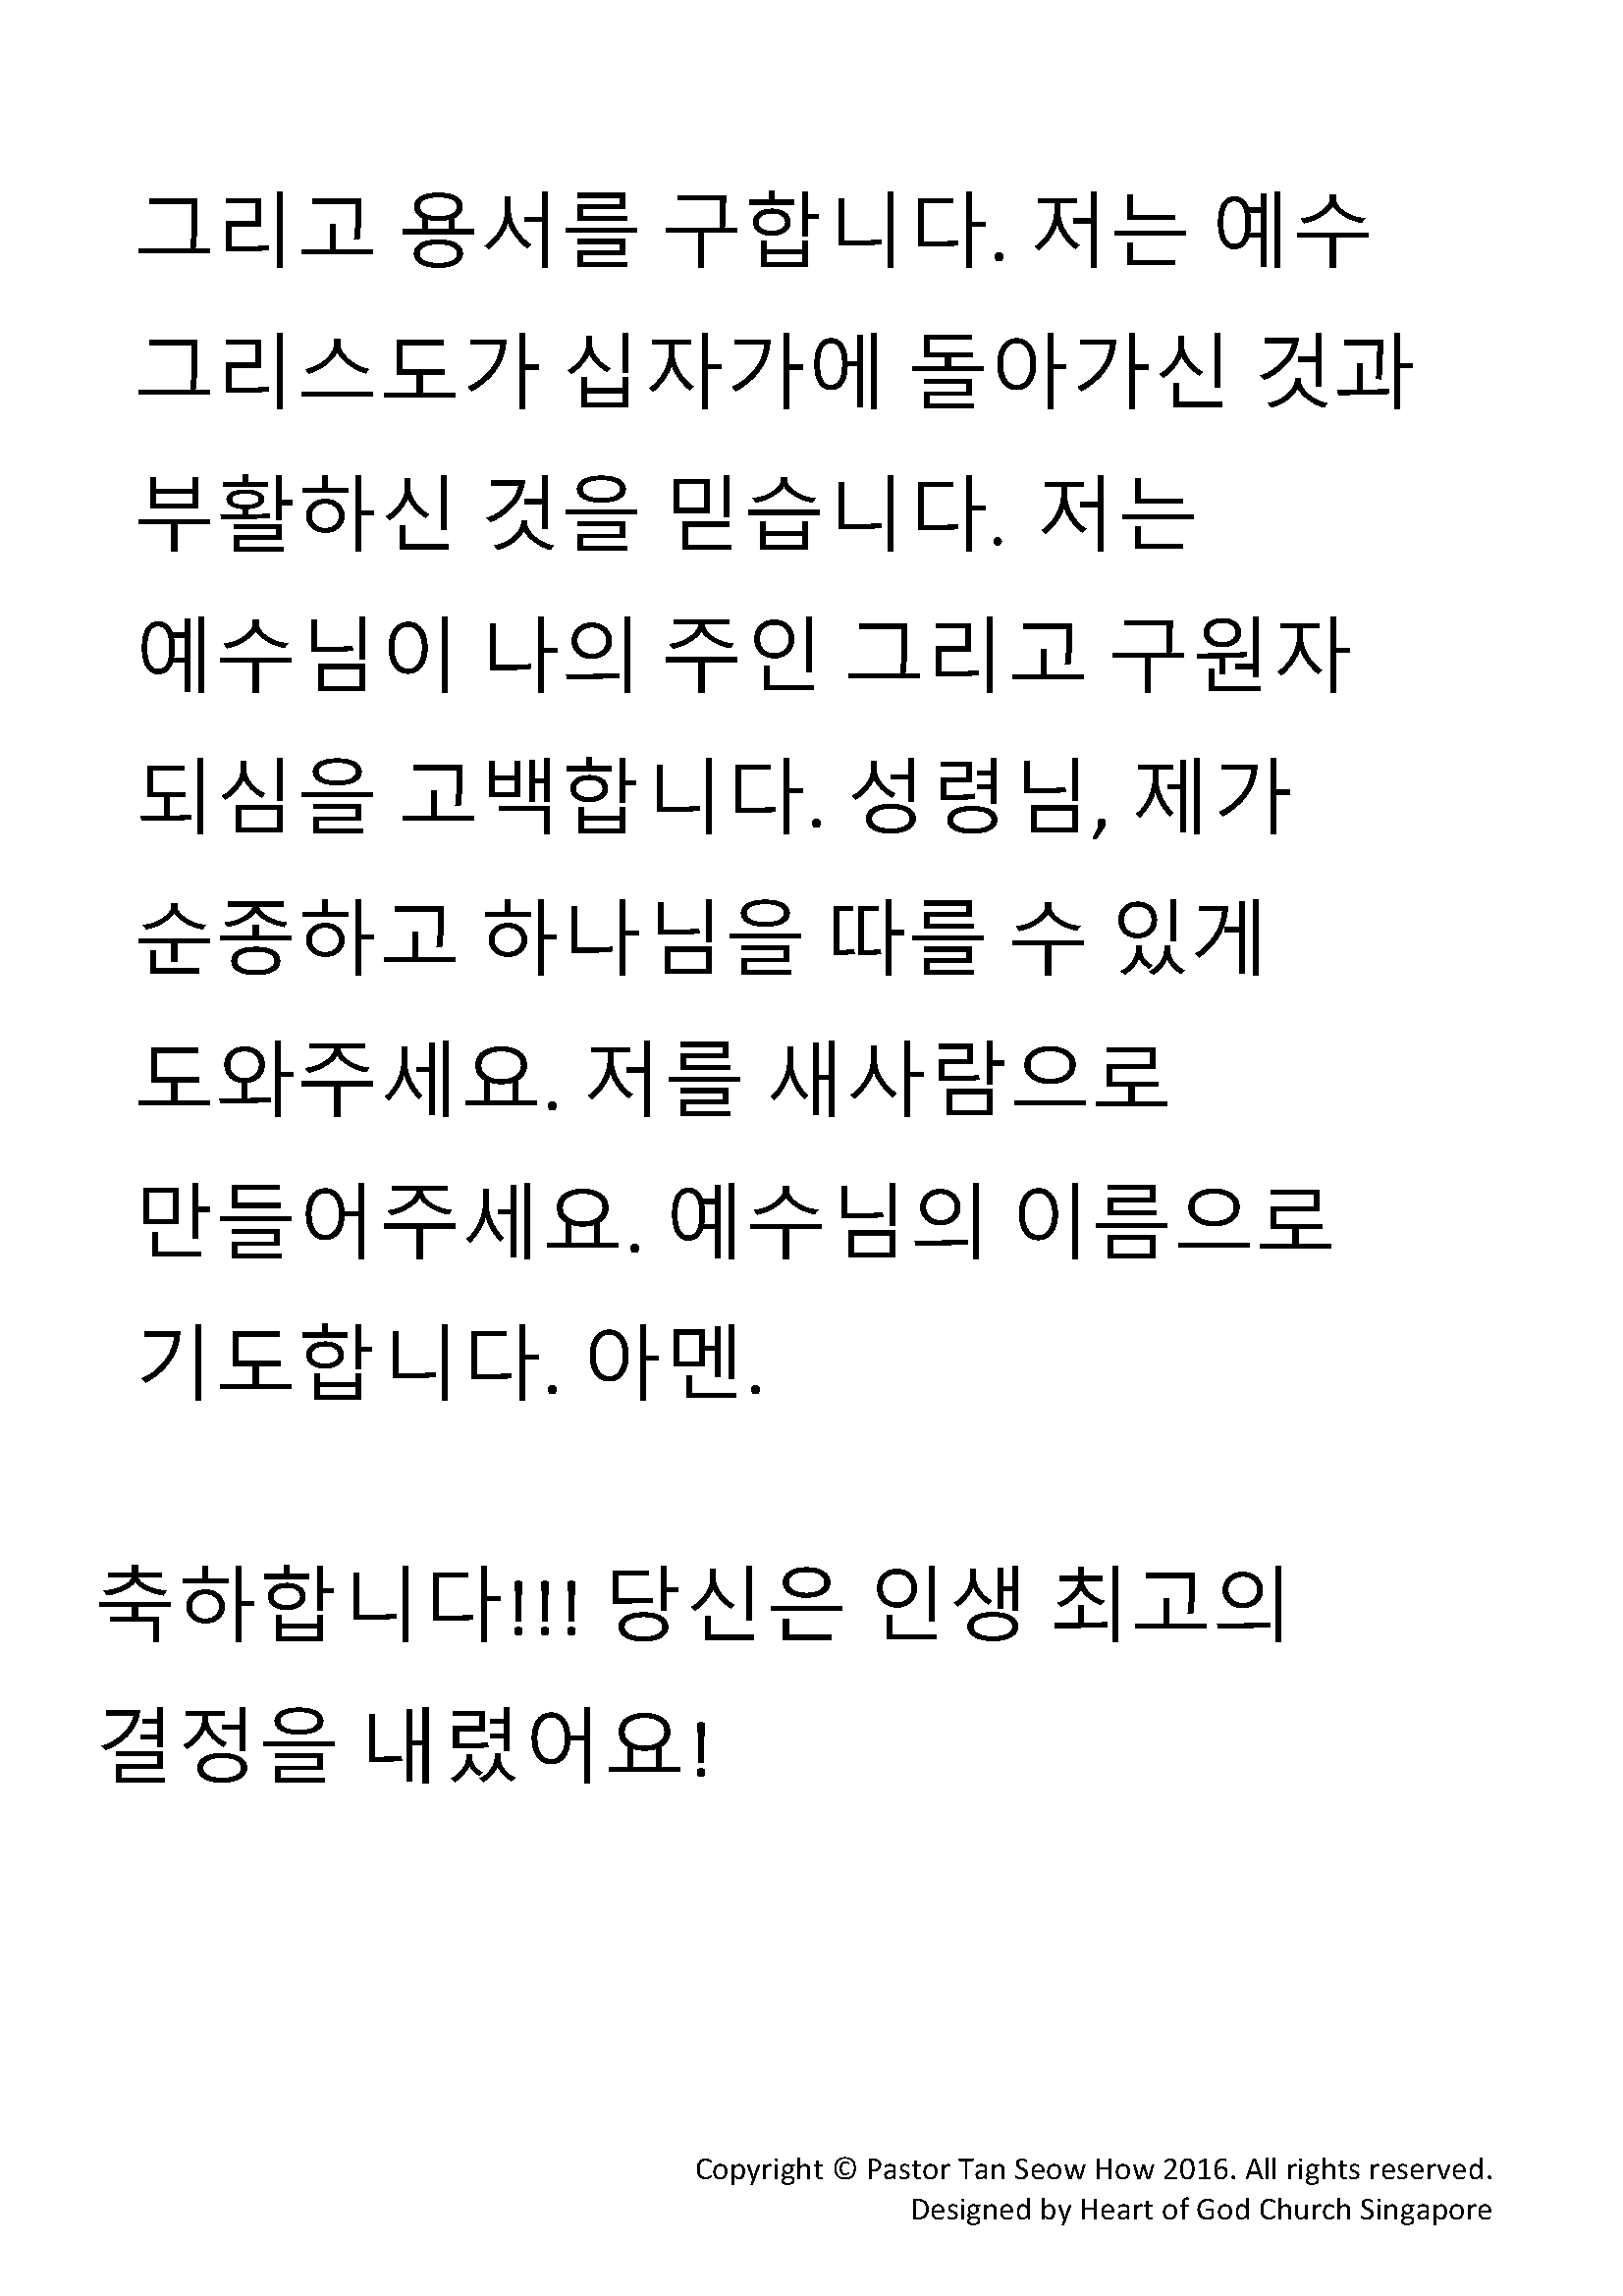 그리고 용서를 구합니다. 저는 예수
그리스도가 십자가에 돌아가신 것과
부활하신 것을 믿습니다. 저는
예수님이 나의 주인 그리고 구원자
되심을 고백합니다. 성령님, 제가
순종하고 하나님을 따를 수 있게
도와주세요. 저를 새사람으로
만들어주세요. 예수님의 이름으로
기도합니다. 아멘.
축하합니다!!! 당신은 인생 최고의
결정을 내렸어요!
Copyright © Pastor Tan Seow How 2016. All rights reserved.
Designed by Heart of God Church Singapore